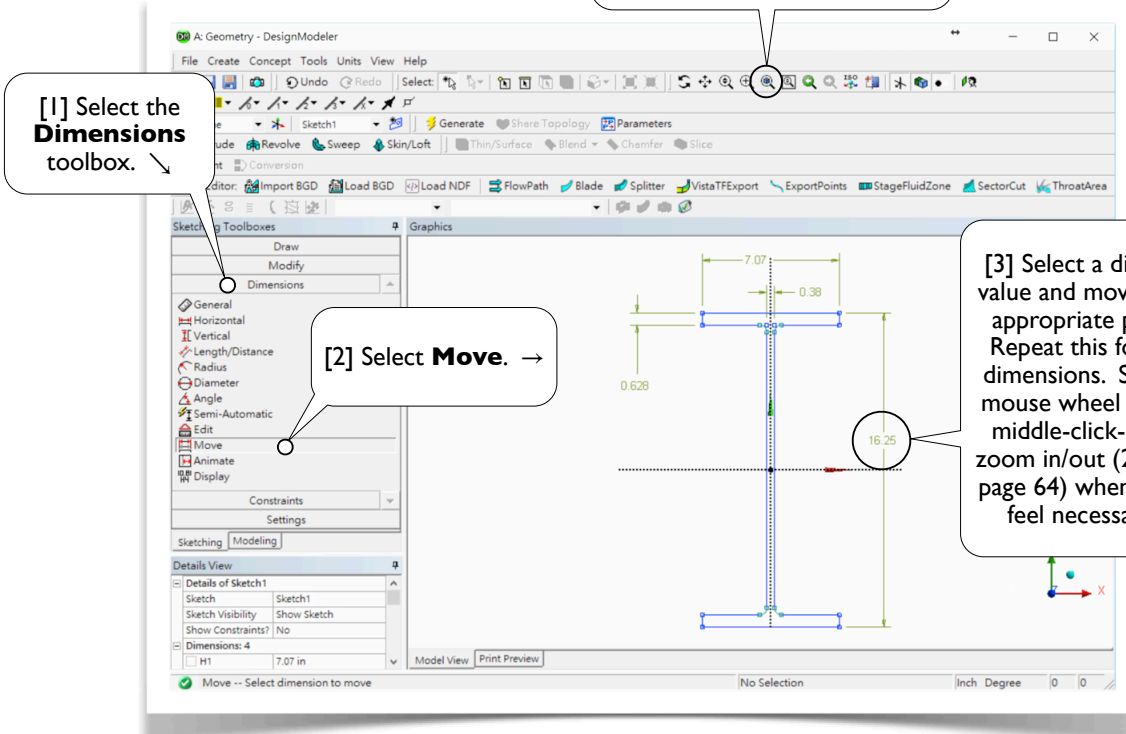 A: Geometry - DesignModeler
File Create Concept Tools Units View Help
Undo Redo Select:
ISO
Sketch1 Generate Share Topology Parameters
Revolve Sweep Skin/Loft Thin/Surface Blend Chamfer Slice
Conversion
Import BGD Load BGD Load NDF FlowPath Blade Splitter VistaTFExport ExportPoints StageFluidZone SectorCut ThroatArea
[1] Select the
Dimensions
toolbox. ↘
Sketching Toolboxes
Draw
Modify
Dimensions
General
Horizontal
Vertical
Length/Distance
Radius
Diameter
Angle
Semi-Automatic
Edit
Move
Animate
Display
Constraints
Settings
Sketching Modeling
[2] Select Move. →
Graphics
7.07
0.38
0.628
16.25
[3] Select a di
value and mov
appropriate p
Repeat this fo
dimensions. S
mouse wheel
middle-click-
zoom in/out (2
page 64) when
feel necessa
X
Details View
Details of Sketch1
Sketch Sketch1
Sketch Visibility Show Sketch
Show Constraints? No
Dimensions: 4
H1 7.07 in
Model View Print Preview
Move -- Select dimension to move No Selection Inch Degree 0 0